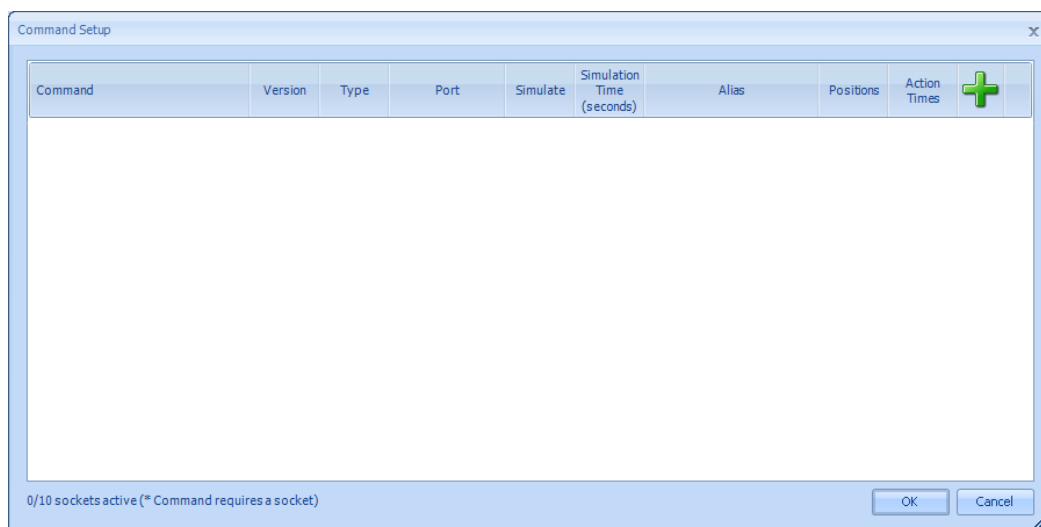 Command Setup
x
Command Version Type Port Simulate Simulation Time (seconds) Alias Positions Action Times
0/10 sockets active (* Command requires a socket)
OK Cancel